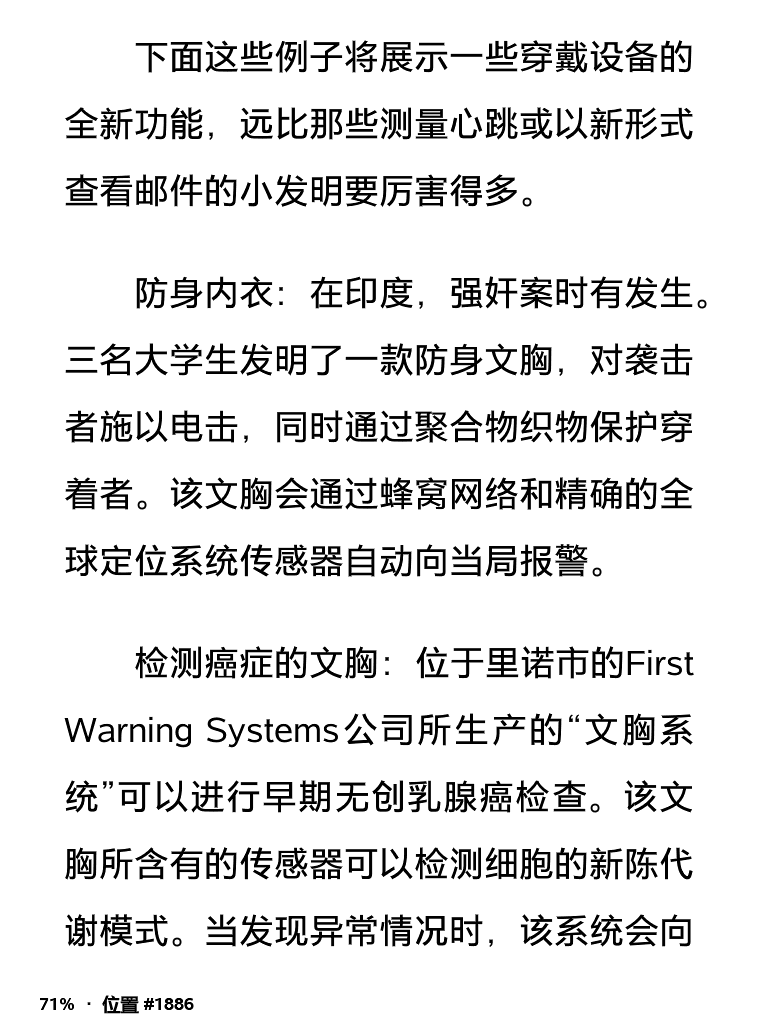 下面这些例子将展示一些穿戴设备的
全新功能，远比那些测量心跳或以新形式
查看邮件的小发明要厉害得多。
防身内衣：在印度，强奸案时有发生。
三名大学生发明了一款防身文胸，对袭击
者施以电击，同时通过聚合物织物保护穿
着者。该文胸会通过蜂窝网络和精确的全
球定位系统传感器自动向当局报警。
检测癌症的文胸：位于里诺市的First
Warning Systems公司所生产的“文胸系
统”可以进行早期无创乳腺癌检查。该文
胸所含有的传感器可以检测细胞的新陈代
谢模式。当发现异常情况时，该系统会向
71% · 位置 #1886